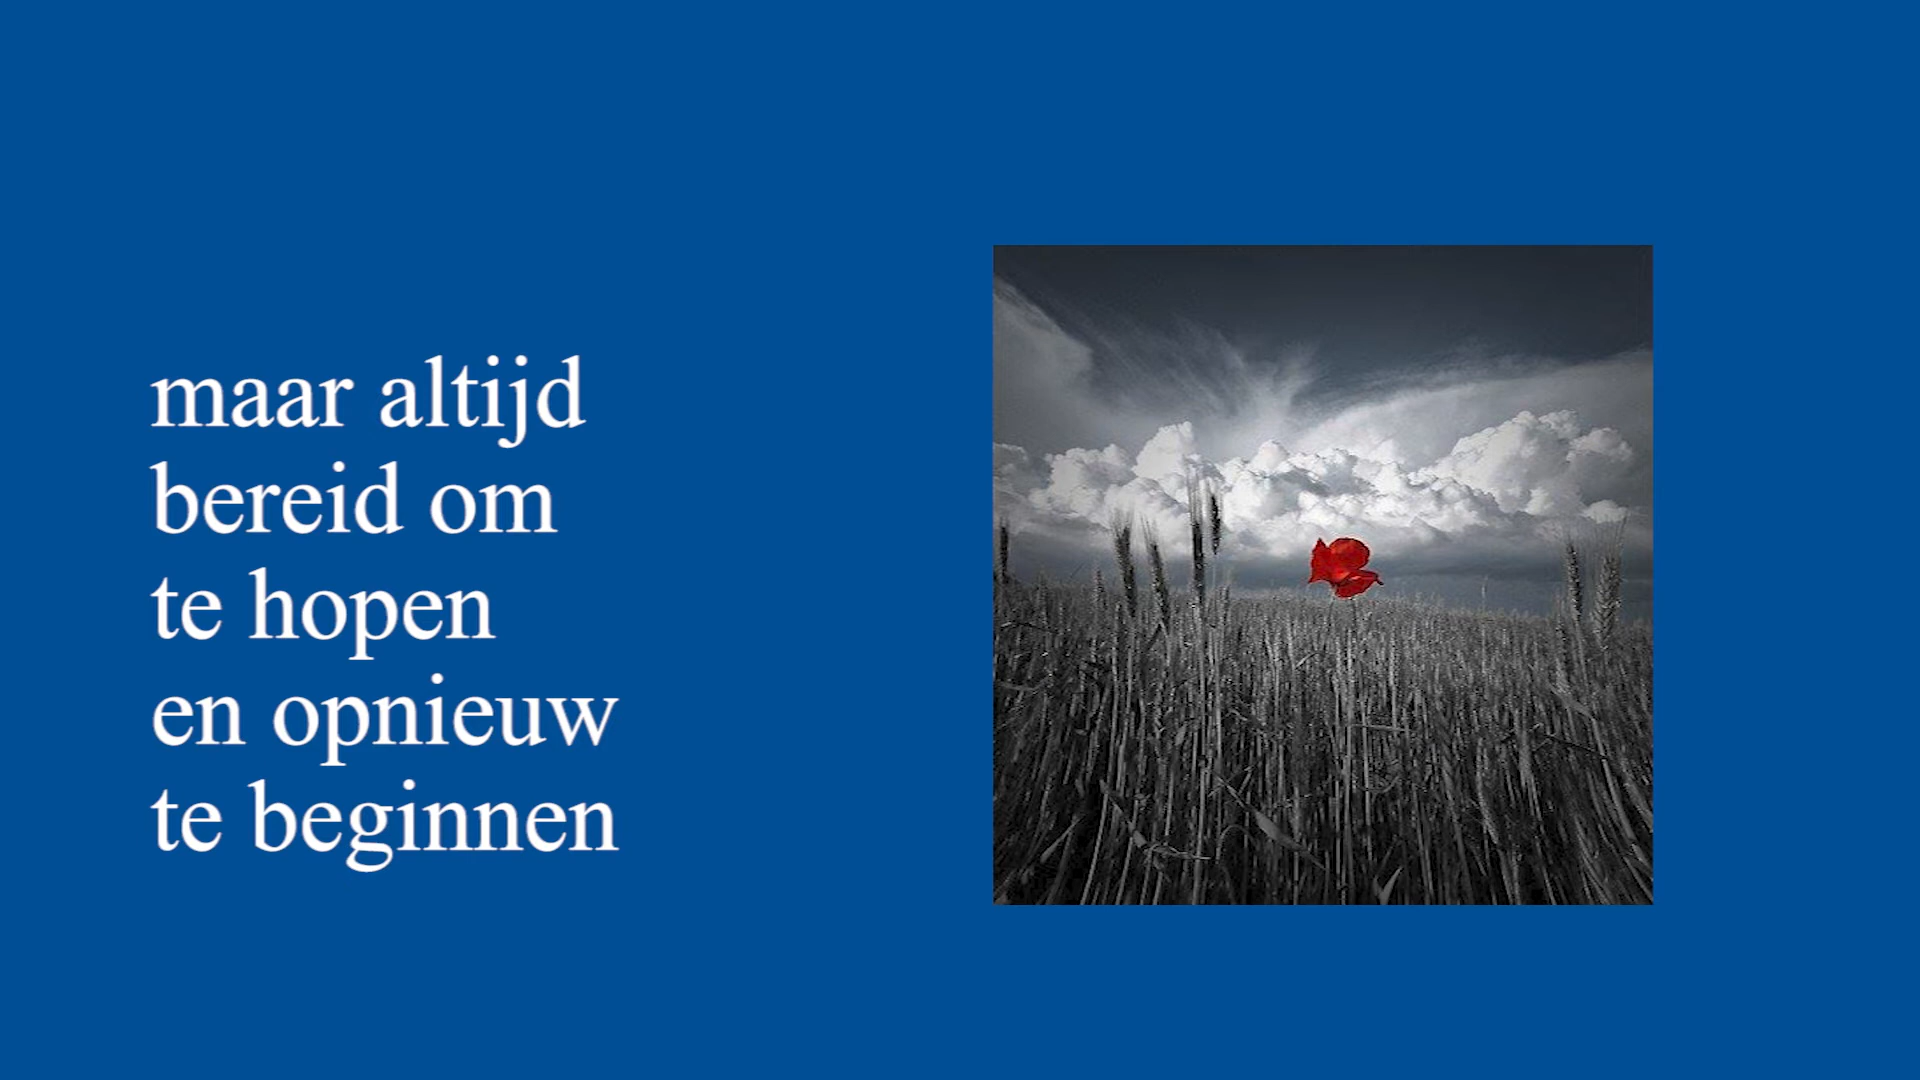 maar altijd
bereid om
te hopen
en opnieuw
te beginnen